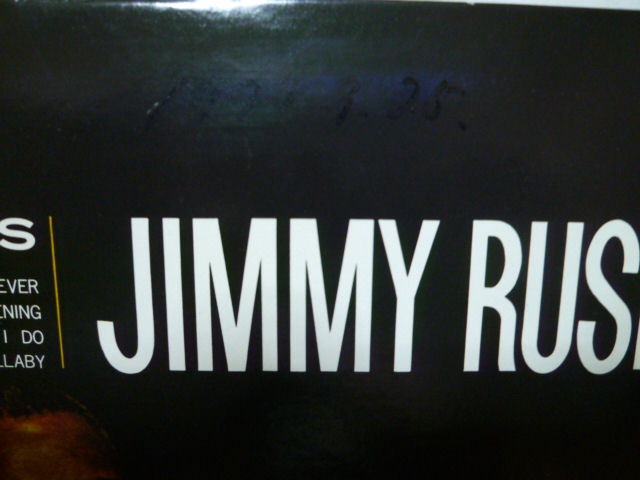 S
EVER
ENING
I DO
LLABY
JIMMY RUS